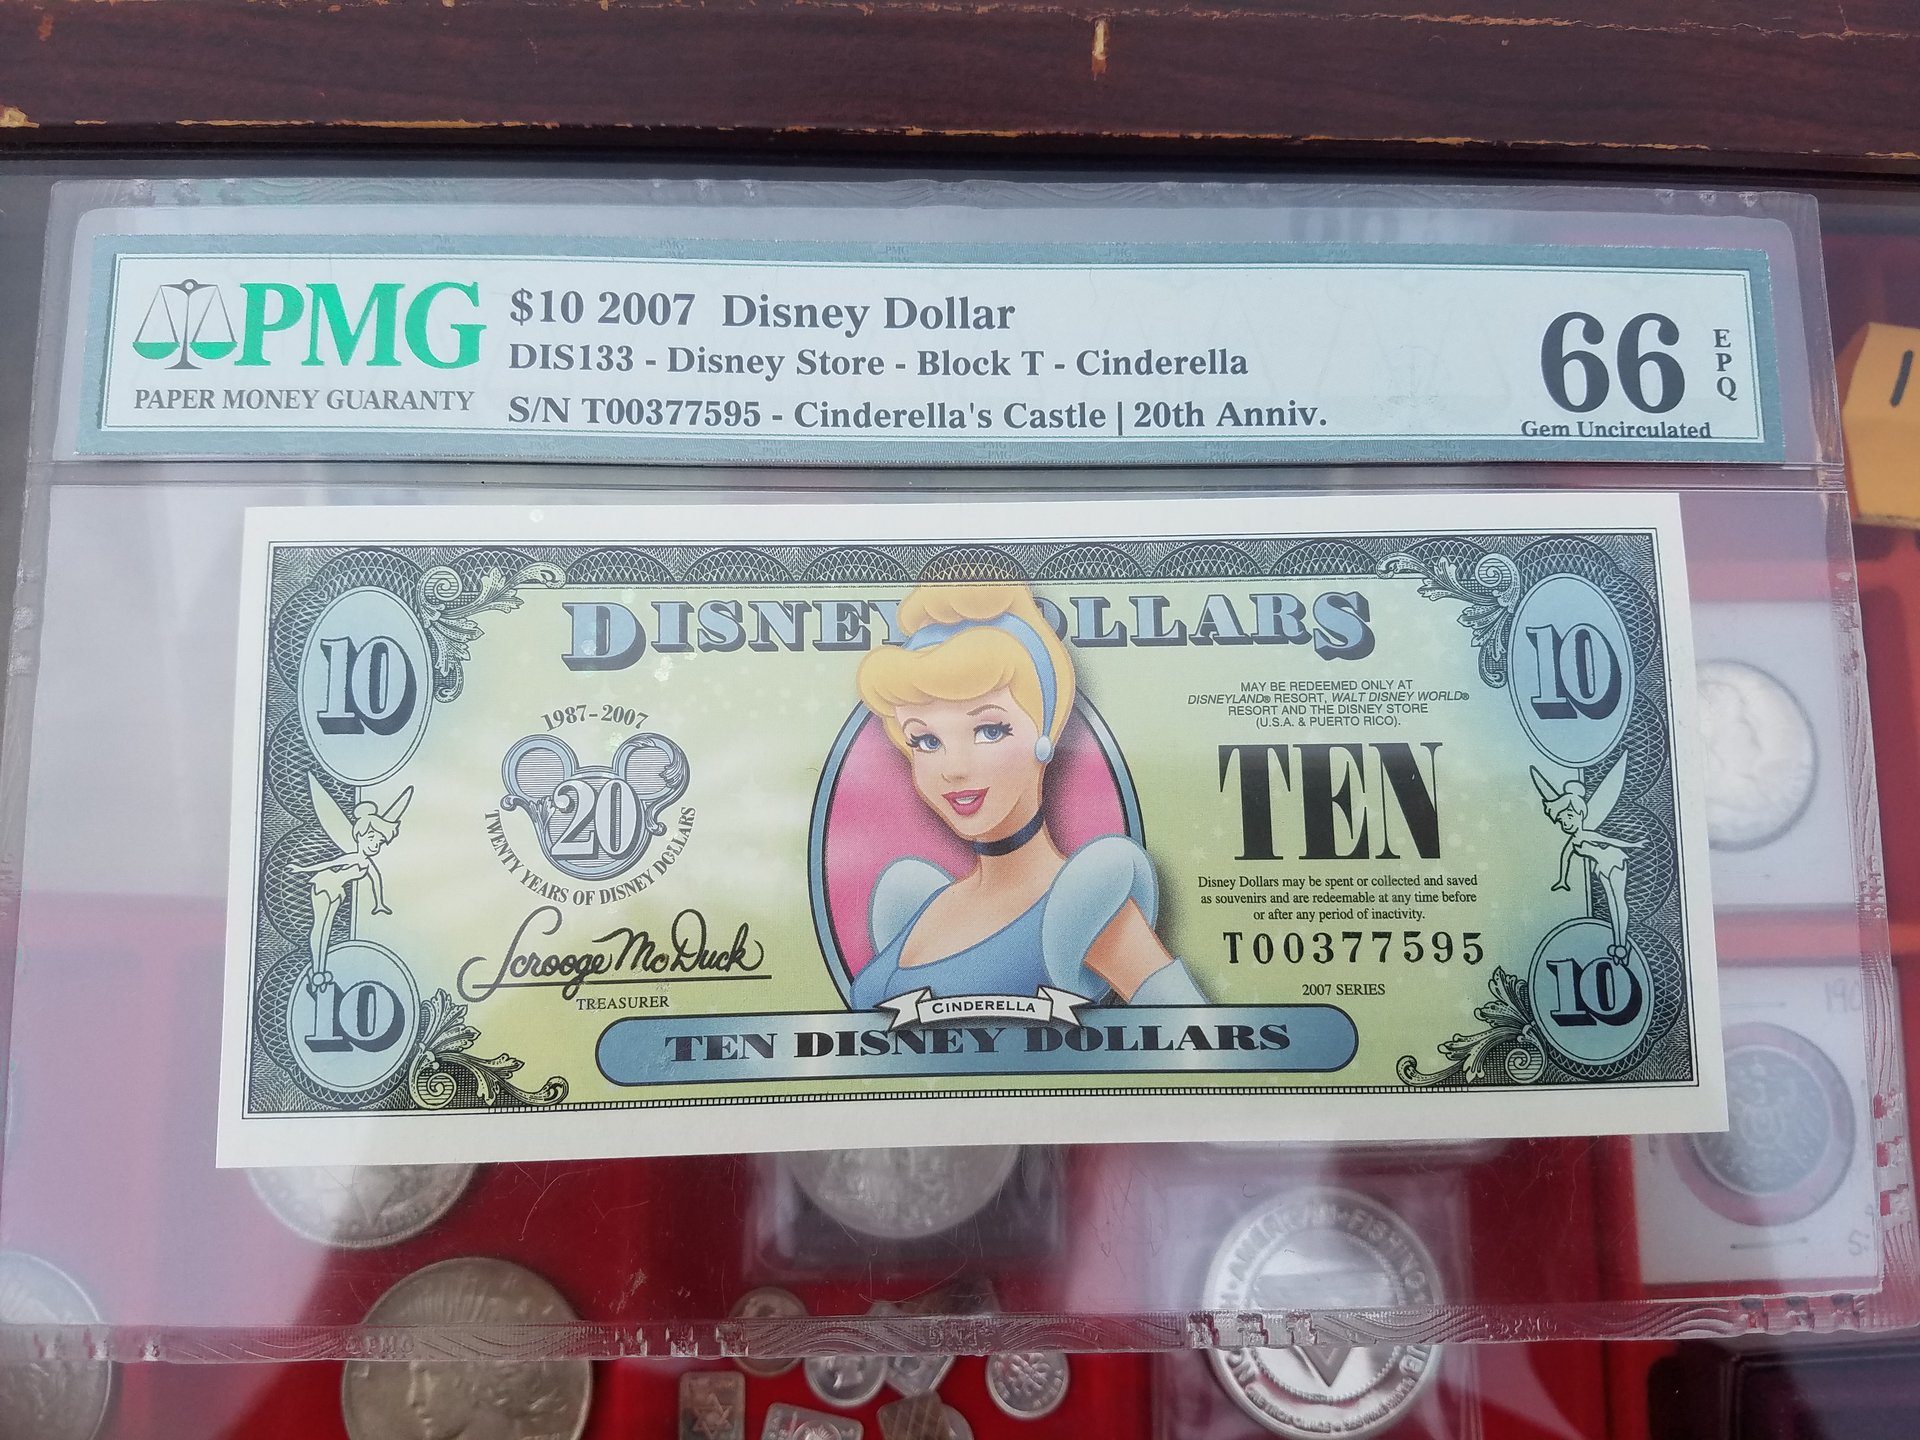 PMG
PAPER MONEY GUARANTY
$10 2007 Disney Dollar
DIS133 - Disney Store - Block T - Cinderella
S/N T00377595 - Cinderella's Castle | 20th Anniv.
66
EPQ
Gem Uncirculated
10
DISNEY DOLLARS
10
MAY BE REDEEMED ONLY AT
DISNEYLAND® RESORT, WALT DISNEY WORLD®
RESORT AND THE DISNEY STORE
(U.S.A. & PUERTO RICO).
1987-2007
20
TWENTY YEARS OF DISNEY DOLLARS
TEN
Disney Dollars may be spent or collected and saved
as souvenirs and are redeemable at any time before
or after any period of inactivity.
T00377595
Scrooge McDuck
TREASURER
2007 SERIES
10
CINDERELLA
10
TEN DISNEY DOLLARS